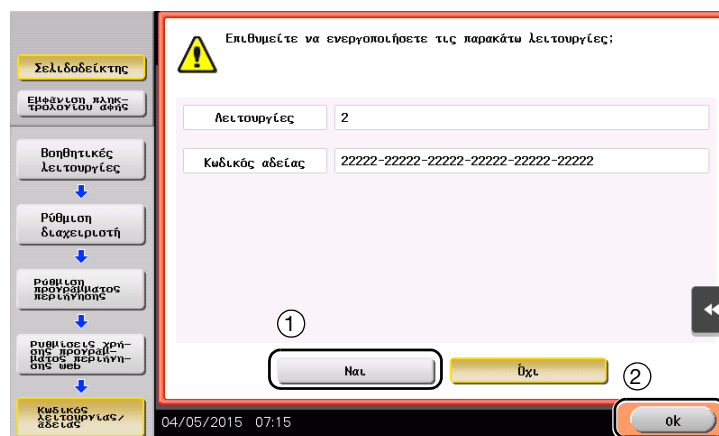 Επιθυμείτε να ενεργοποιήσετε τις παρακάτω λειτουργίες;
Σελιδοδείκτης
Εμφάνιση πληκ-
τρολογίου αφής
Λειτουργίες 2
Κωδικός αδείας 22222-22222-22222-22222-22222-22222
Βοηθητικές
λειτουργίες
Ρύθμιση
διαχειριστή
Ρύθμιση
προγράμματος
περιήγησης
Ρυθμίσεις χρή-
σης προγράμ-
ματος περιήγη-
σης web
Κωδικός
λειτουργίας/
άδειας
1
Ναι Όχι
2
04/05/2015 07:15 ok